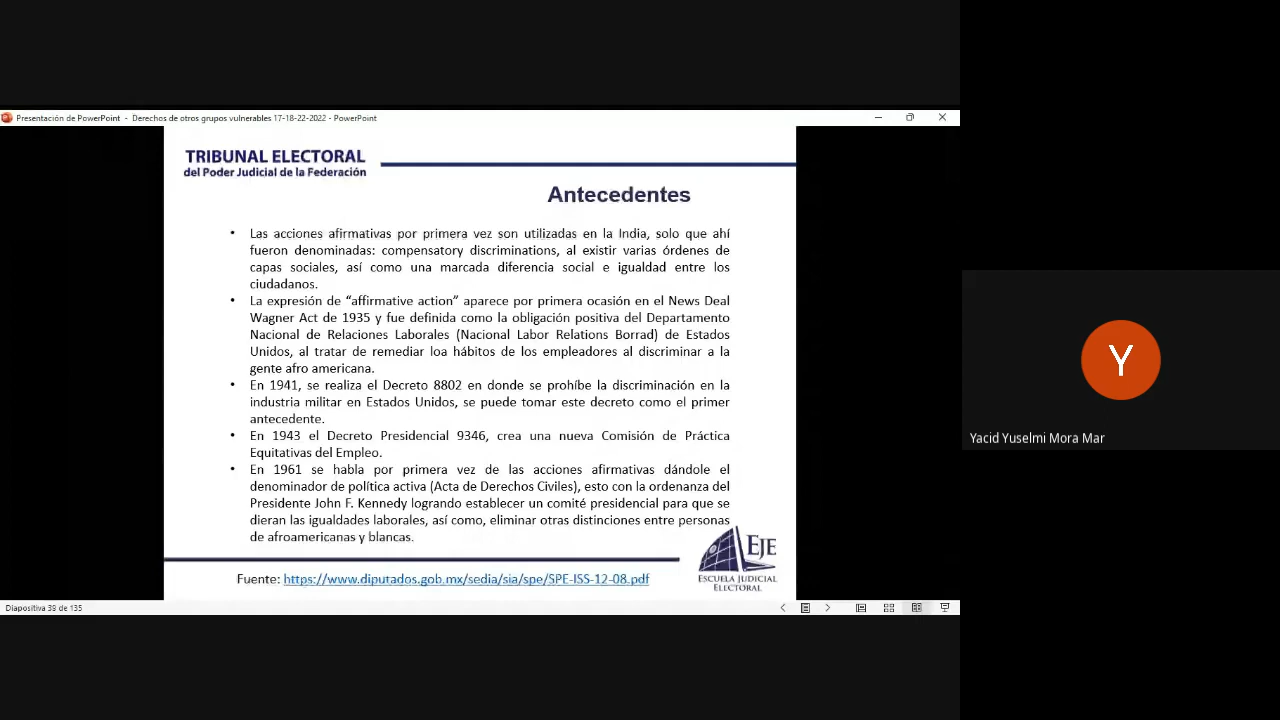 Presentación de PowerPoint - Derechos de otros grupos vulnerables 17-18-22-2022 - PowerPoint
TRIBUNAL ELECTORAL
del Poder Judicial de la Federación
Antecedentes
• Las acciones afirmativas por primera vez son utilizadas en la India, solo que ahí
fueron denominadas: compensatory discriminations, al existir varias órdenes de
capas sociales, así como una marcada diferencia social e igualdad entre los
ciudadanos.
• La expresión de “affirmative action” aparece por primera ocasión en el News Deal
Wagner Act de 1935 y fue definida como la obligación positiva del Departamento
Nacional de Relaciones Laborales (Nacional Labor Relations Borrad) de Estados
Unidos, al tratar de remediar loa hábitos de los empleadores al discriminar a la
gente afro americana.
• En 1941, se realiza el Decreto 8802 en donde se prohíbe la discriminación en la
industria militar en Estados Unidos, se puede tomar este decreto como el primer
antecedente.
• En 1943 el Decreto Presidencial 9346, crea una nueva Comisión de Práctica
Equitativas del Empleo.
• En 1961 se habla por primera vez de las acciones afirmativas dándole el
denominador de política activa (Acta de Derechos Civiles), esto con la ordenanza del
Presidente John F. Kennedy logrando establecer un comité presidencial para que se
dieran las igualdades laborales, así como, eliminar otras distinciones entre personas
de afroamericanas y blancas.
EJE
ESCUELA JUDICIAL
ELECTORAL
Fuente: https://www.diputados.gob.mx/sedia/sia/spe/SPE-ISS-12-08.pdf
Diapositiva 38 de 135
Y
Yacid Yuselmi Mora Mar